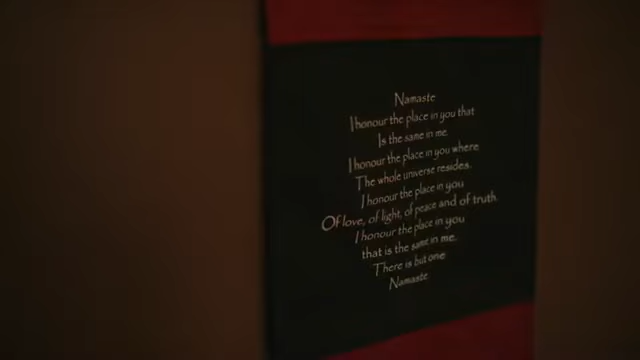 Namaste
I honour the place in you that
Is the same in me
I honour the place in you where
The whole universe resides.
I honour the place in you
Of love, of light, of peace and of truth.
I honour the place in you
that is the same in me.
There is but one
Namaste